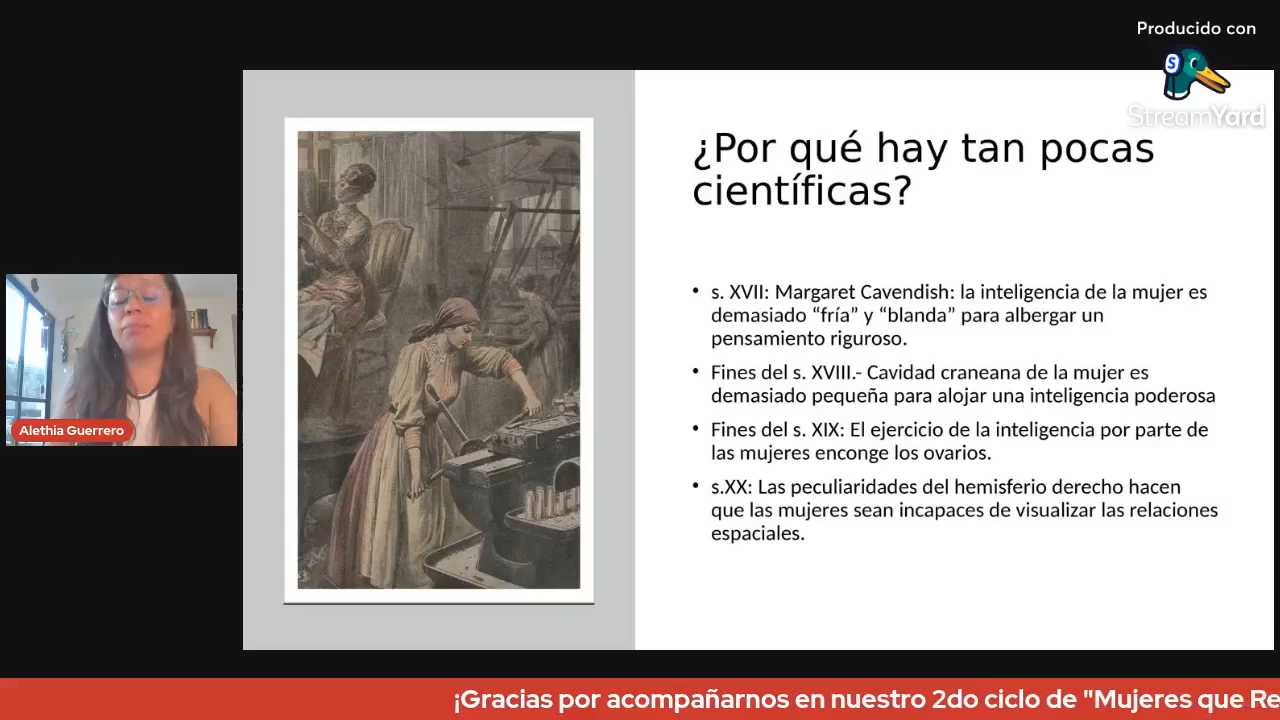 Producido con
StreamYard
¿Por qué hay tan pocas
científicas?
• s. XVII: Margaret Cavendish: la inteligencia de la mujer es
demasiado “fría” y “blanda” para albergar un
pensamiento riguroso.
• Fines del s. XVIII.- Cavidad craneana de la mujer es
demasiado pequeña para alojar una inteligencia poderosa
• Fines del s. XIX: El ejercicio de la inteligencia por parte de
las mujeres enconge los ovarios.
• s.XX: Las peculiaridades del hemisferio derecho hacen
que las mujeres sean incapaces de visualizar las relaciones
espaciales.
Alethia Guerrero
¡Gracias por acompañarnos en nuestro 2do ciclo de "Mujeres que Re